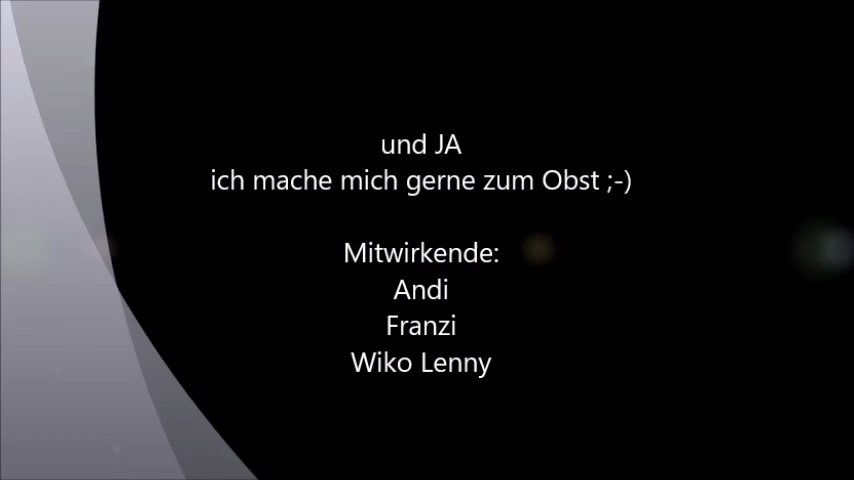 und JA
ich mache mich gerne zum Obst ;-)
Mitwirkende:
Andi
Franzi
Wiko Lenny